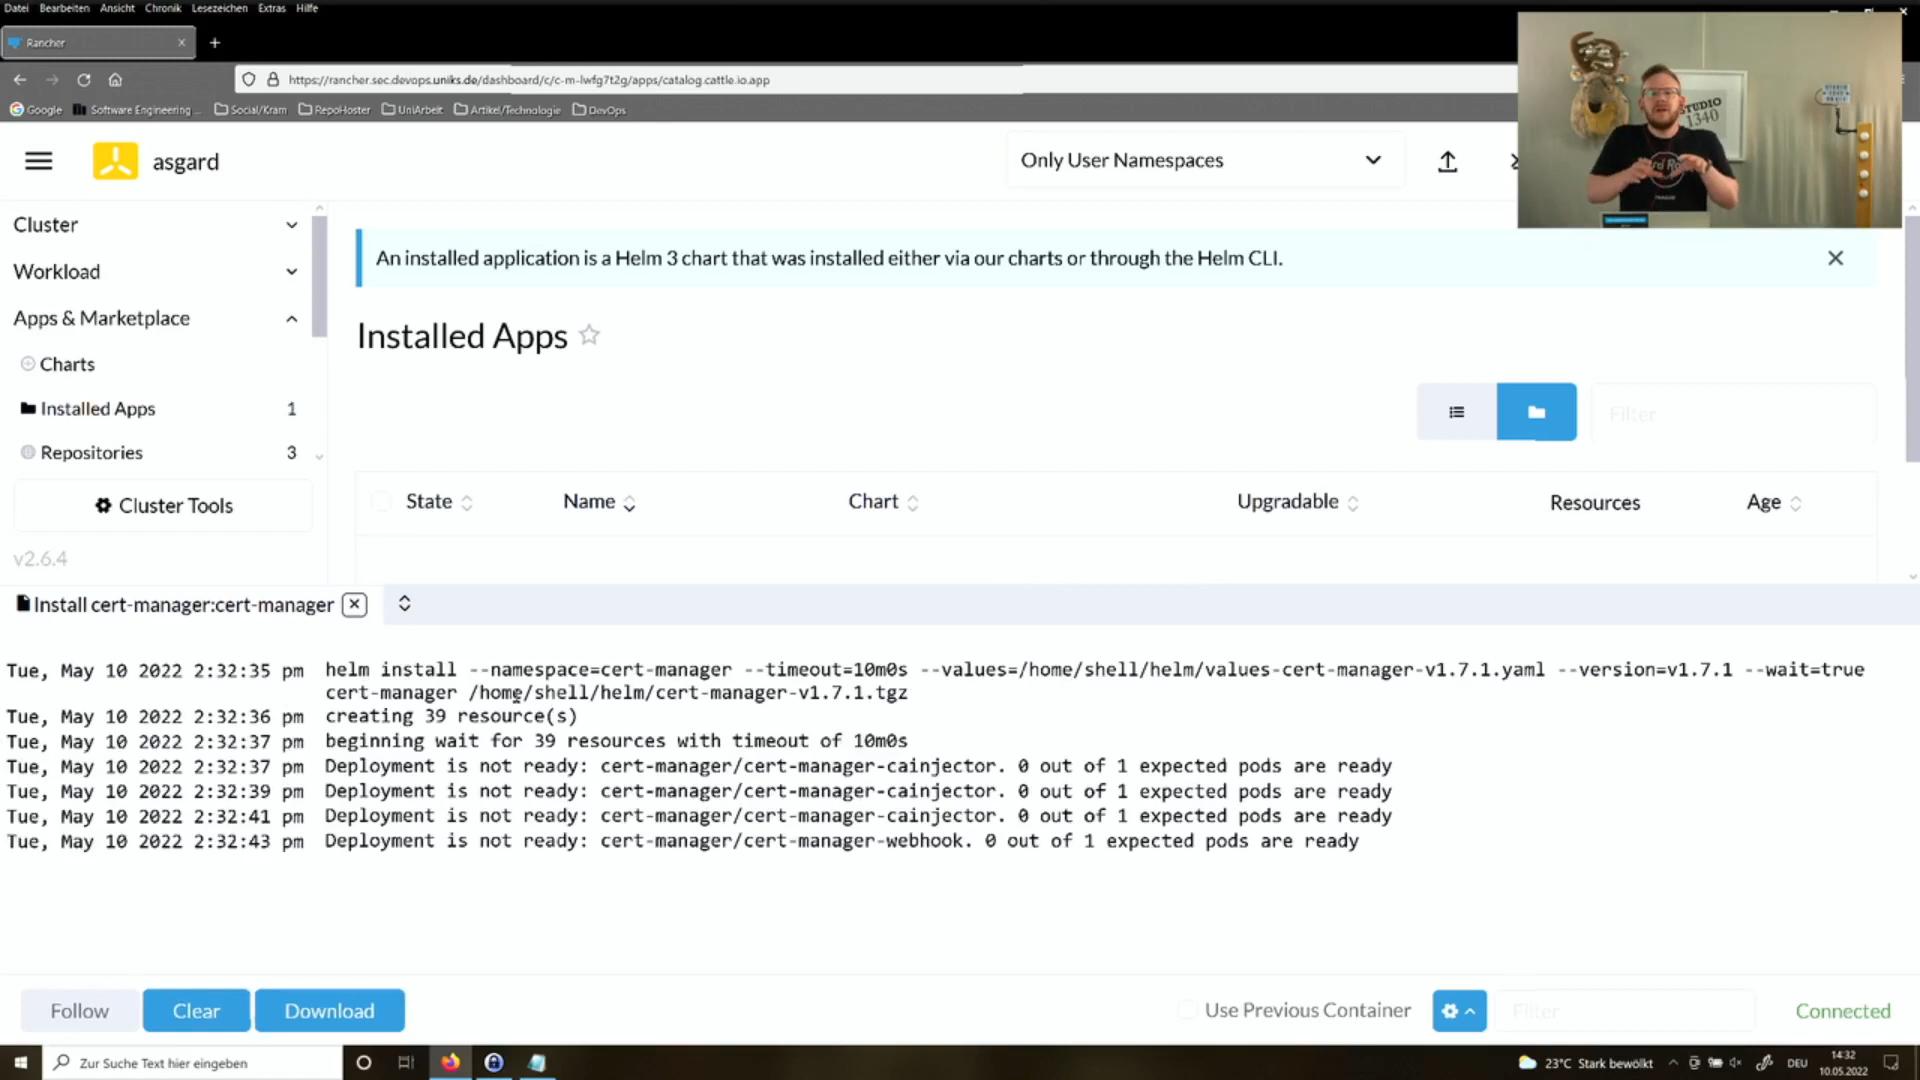 Datei Bearbeiten Ansicht Chronik Lesezeichen Extras Hilfe
Rancher
https://rancher.sec.devops.uniks.de/dashboard/c/c-m-lwfg7t2g/apps/catalog.cattle.io.app
Google Software Engineering ... Social/Kram RepoHoster UniArbeit Artikel/Technologie DevOps
STUDIO
1340
asgard
Only User Namespaces
Cluster
Workload
Apps & Marketplace
Charts
Installed Apps 1
Repositories 3
Cluster Tools
v2.6.4
An installed application is a Helm 3 chart that was installed either via our charts or through the Helm CLI.
Installed Apps
Filter
State Name Chart Upgradable Resources Age
Install cert-manager:cert-manager
Tue, May 10 2022 2:32:35 pm helm install --namespace=cert-manager --timeout=10m0s --values=/home/shell/helm/values-cert-manager-v1.7.1.yaml --version=v1.7.1 --wait=true
cert-manager /home/shell/helm/cert-manager-v1.7.1.tgz
Tue, May 10 2022 2:32:36 pm creating 39 resource(s)
Tue, May 10 2022 2:32:37 pm beginning wait for 39 resources with timeout of 10m0s
Tue, May 10 2022 2:32:37 pm Deployment is not ready: cert-manager/cert-manager-cainjector. 0 out of 1 expected pods are ready
Tue, May 10 2022 2:32:39 pm Deployment is not ready: cert-manager/cert-manager-cainjector. 0 out of 1 expected pods are ready
Tue, May 10 2022 2:32:41 pm Deployment is not ready: cert-manager/cert-manager-cainjector. 0 out of 1 expected pods are ready
Tue, May 10 2022 2:32:43 pm Deployment is not ready: cert-manager/cert-manager-webhook. 0 out of 1 expected pods are ready
Follow Clear Download Use Previous Container Filter Connected
Zur Suche Text hier eingeben 23°C Stark bewölkt DEU 14:32
10.05.2022